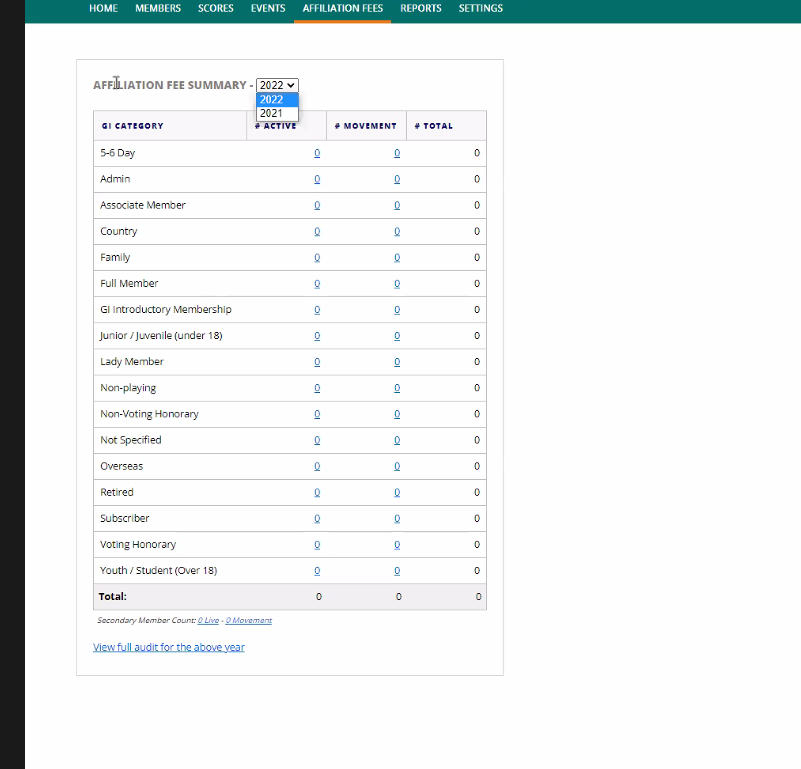 HOME MEMBERS SCORES EVENTS AFFILIATION FEES REPORTS SETTINGS
AFFILIATION FEE SUMMARY - 2022
2022
2021
GI CATEGORY # ACTIVE # MOVEMENT # TOTAL
5-6 Day 0 0 0
Admin 0 0 0
Associate Member 0 0 0
Country 0 0 0
Family 0 0 0
Full Member 0 0 0
GI Introductory Membership 0 0 0
Junior / Juvenile (under 18) 0 0 0
Lady Member 0 0 0
Non-playing 0 0 0
Non-Voting Honorary 0 0 0
Not Specified 0 0 0
Overseas 0 0 0
Retired 0 0 0
Subscriber 0 0 0
Voting Honorary 0 0 0
Youth / Student (Over 18) 0 0 0
Total: 0 0 0
Secondary Member Count: 0 Live - 0 Movement
View full audit for the above year